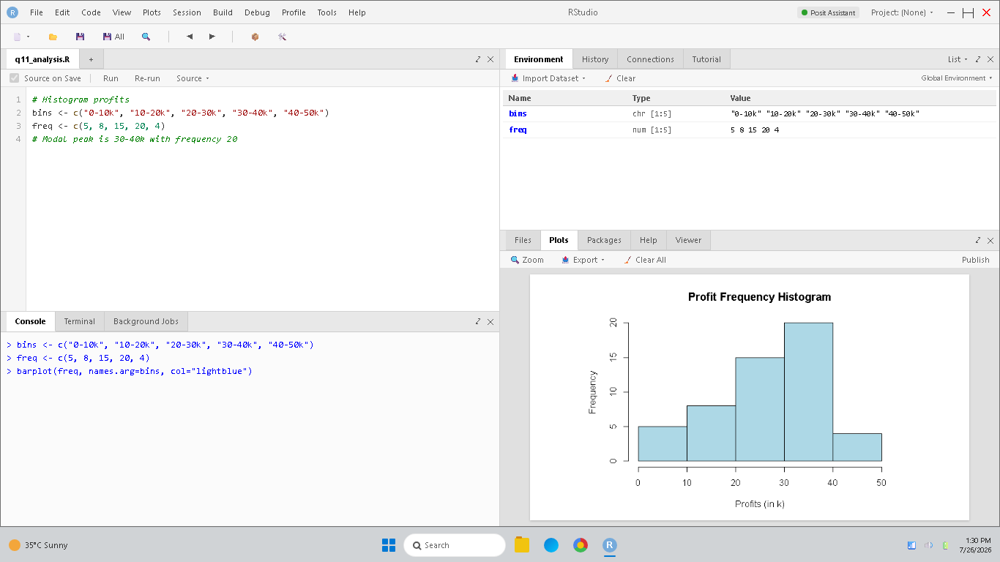 R File Edit Code View Plots Session Build Debug Profile Tools Help RStudio Posit Assistant Project: (None)
All
q11_analysis.R +
Source on Save Run Re-run Source
1 # Histogram profits
2 bins <- c("0-10k", "10-20k", "20-30k", "30-40k", "40-50k")
3 freq <- c(5, 8, 15, 20, 4)
4 # Modal peak is 30-40k with frequency 20
Console Terminal Background Jobs
> bins <- c("0-10k", "10-20k", "20-30k", "30-40k", "40-50k")
> freq <- c(5, 8, 15, 20, 4)
> barplot(freq, names.arg=bins, col="lightblue")
Environment History Connections Tutorial List
Import Dataset Clear Global Environment
Name Type Value
bins chr [1:5] "0-10k" "10-20k" "20-30k" "30-40k" "40-50k"
freq num [1:5] 5 8 15 20 4
Files Plots Packages Help Viewer
Zoom Export Clear All Publish
Profit Frequency Histogram
Frequency
20
15
10
5
0
0 10 20 30 40 50
Profits (in k)
35°C Sunny Search R 1:30 PM
7/26/2026